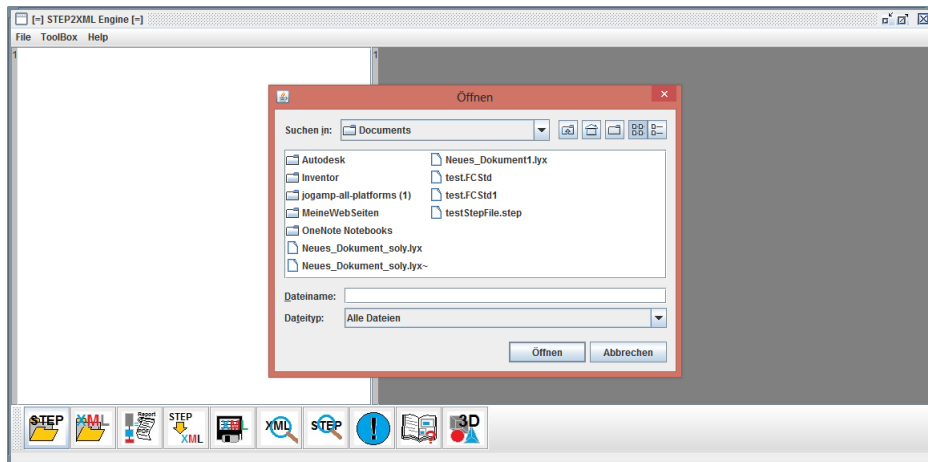 [=] STEP2XML Engine [=]
File ToolBox Help
1 1
Öffnen
Suchen in: Documents
Autodesk Neues_Dokument1.lyx
Inventor test.FCStd
jogamp-all-platforms (1) test.FCStd1
MeineWebSeiten testStepFile.step
OneNote Notebooks
Neues_Dokument_soly.lyx
Neues_Dokument_soly.lyx~
Dateiname:
Dateityp: Alle Dateien
Öffnen Abbrechen
STEP XML Report STEP XML XML XML STEP ! ? 3D